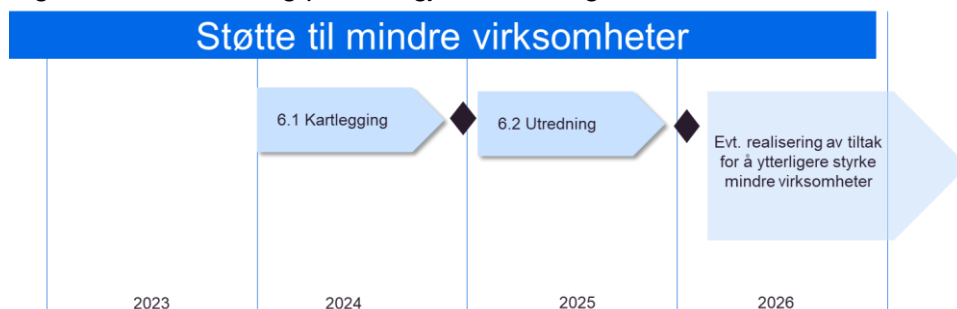 Støtte til mindre virksomheter
6.1 Kartlegging
6.2 Utredning
Evt. realisering av tiltak
for å ytterligere styrke
mindre virksomheter
2023
2024
2025
2026